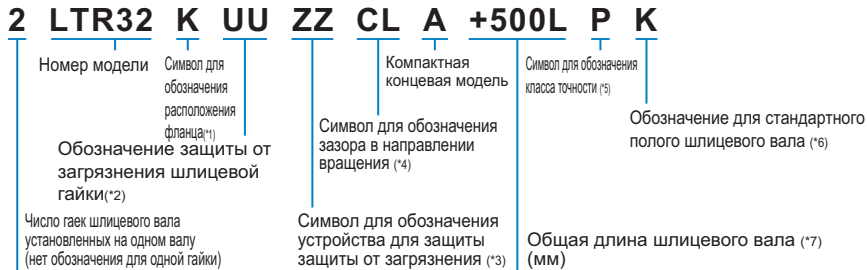 2 LTR32 K UU ZZ CL A +500L P K
Номер модели
Символ для
обозначения
расположения
фланца(*1)
Компактная
концевая модель
Символ для обозначения
класса точности (*5)
Обозначение для стандартного
полого шлицевого вала (*6)
Символ для обозначения
зазора в направлении
вращения (*4)
Обозначение защиты от
загрязнения шлицевой
гайки(*2)
Число гаек шлицевого вала
установленных на одном валу
(нет обозначения для одной гайки)
Символ для обозначения
устройства для защиты
защиты от загрязнения (*3)
Общая длина шлицевого вала (*7)
(мм)